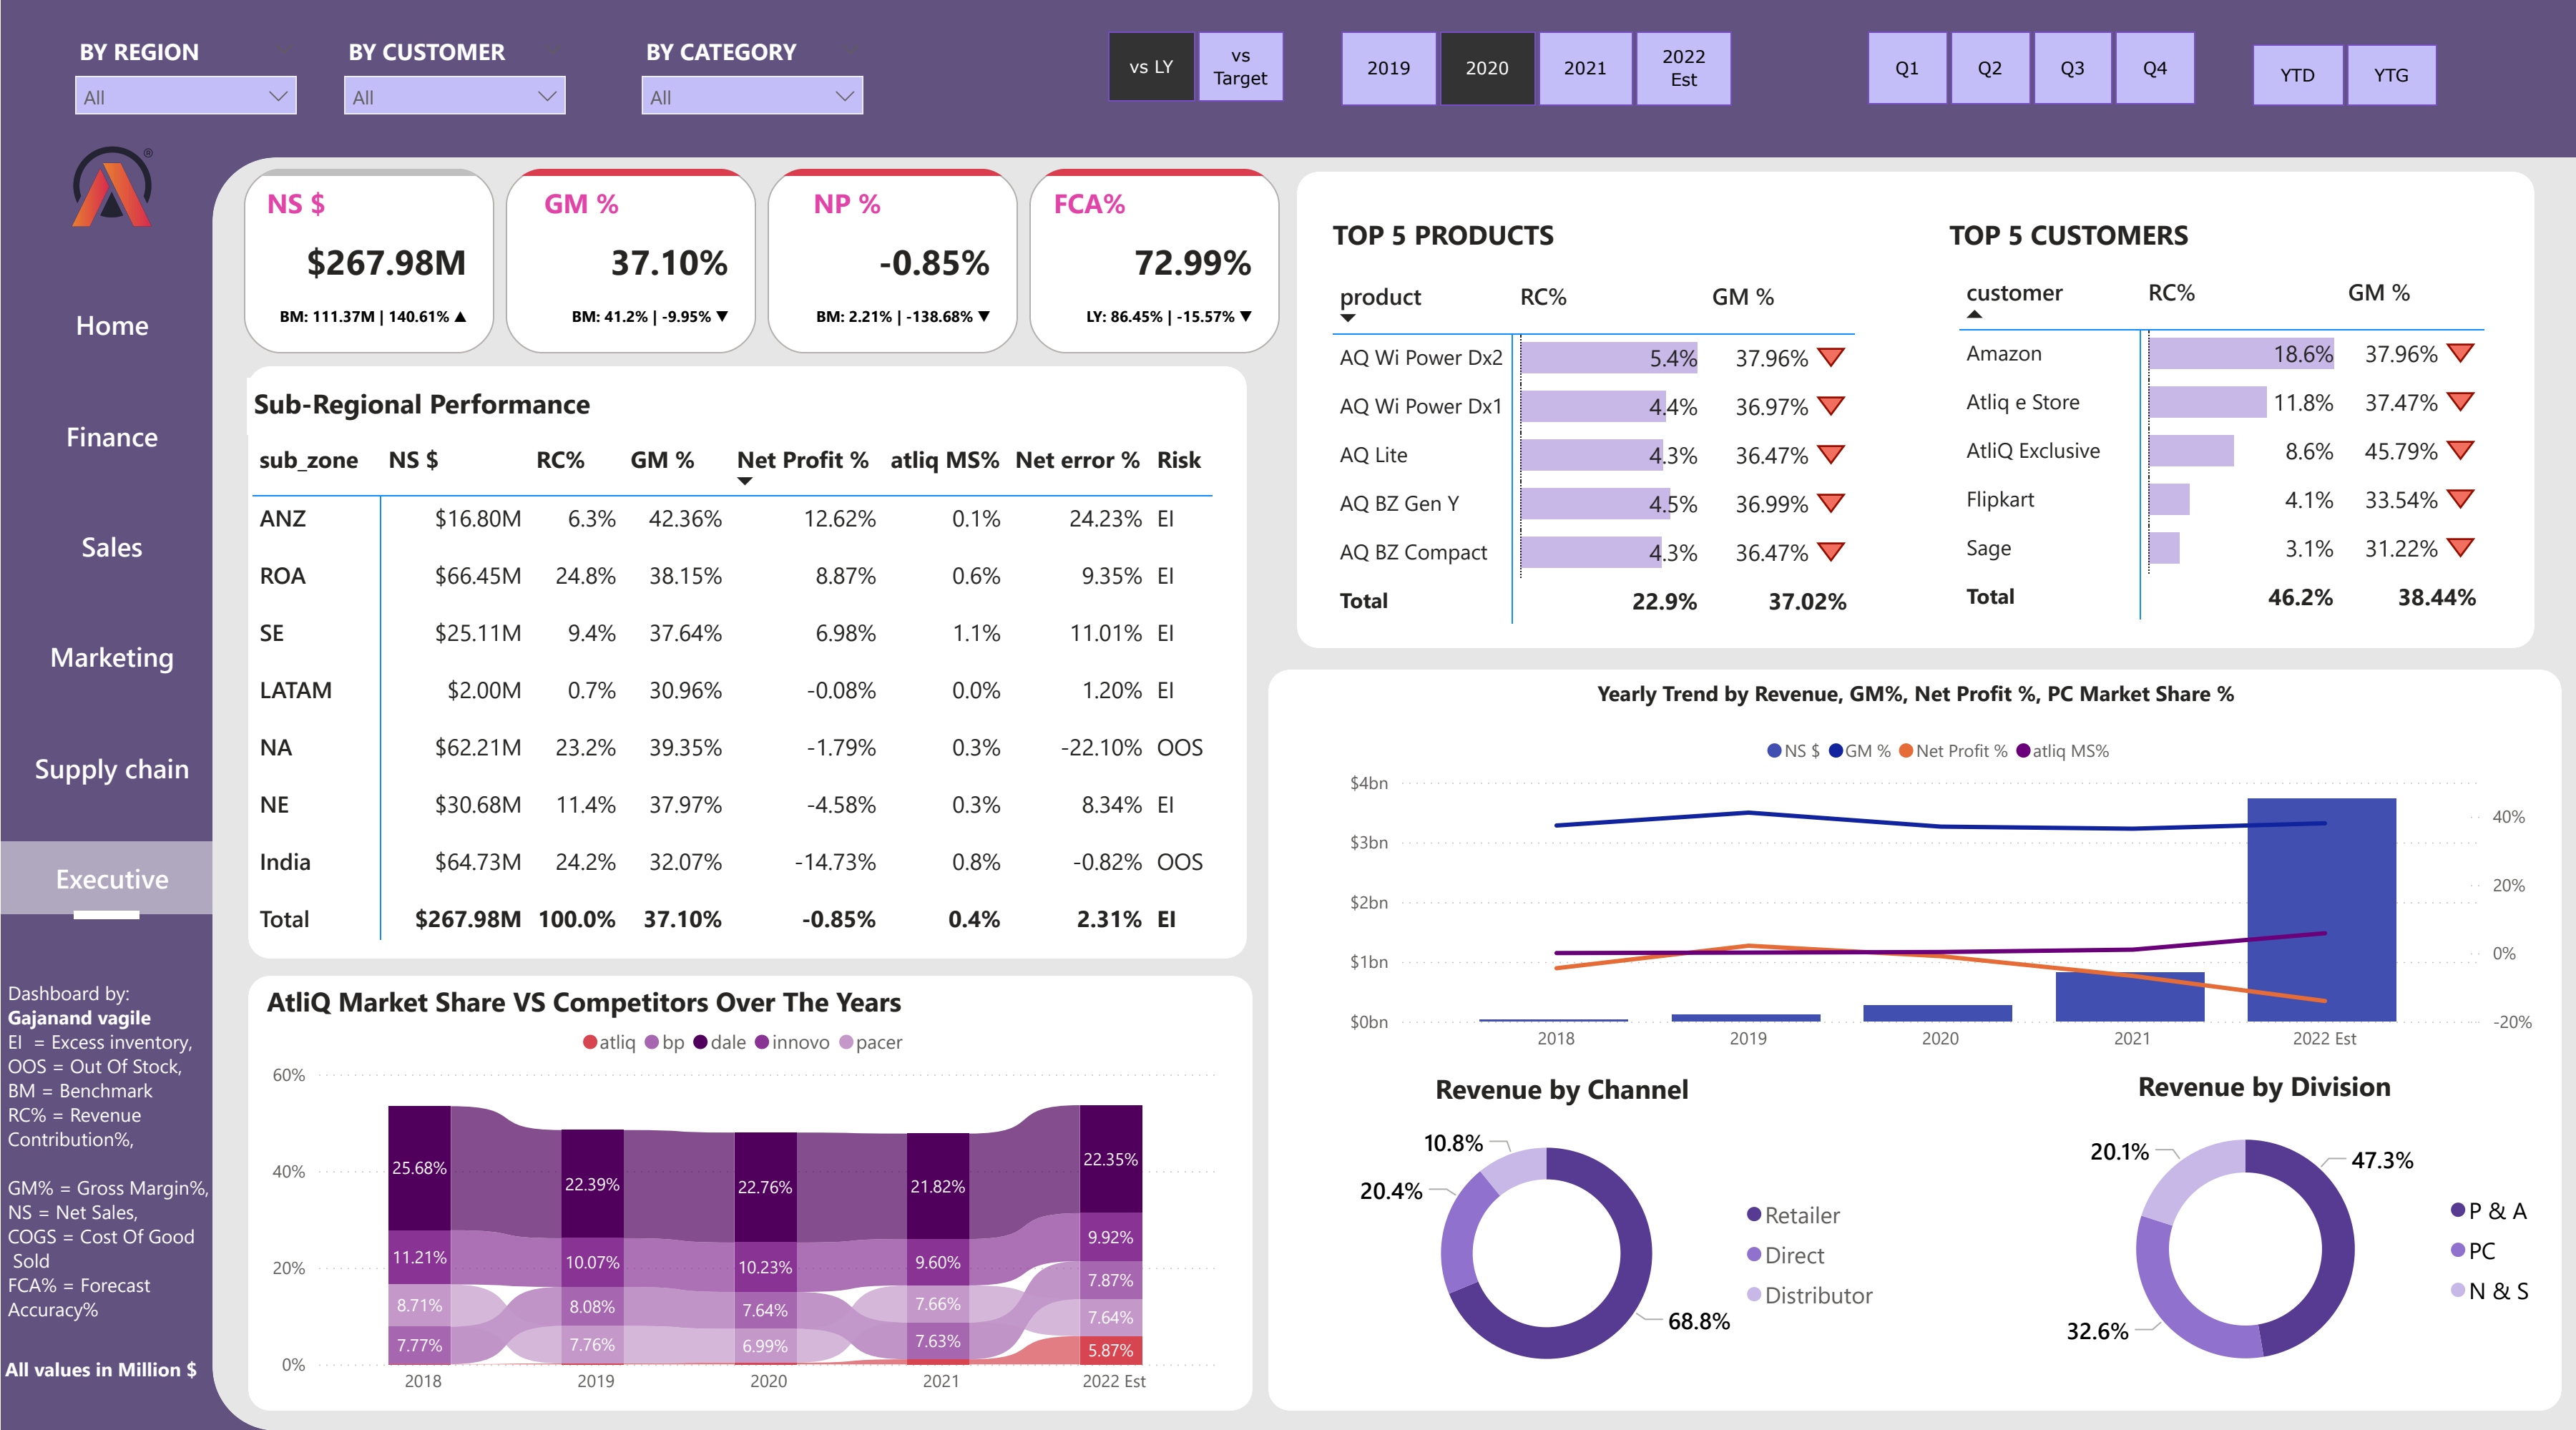 BY REGION
All
BY CUSTOMER
All
BY CATEGORY
All
vs LY
vs
Target
2019
2020
2021
2022
Est
Q1
Q2
Q3
Q4
YTD
YTG
®
Home
Finance
Sales
Marketing
Supply chain
Executive
Dashboard by:
Gajanand vagile
EI = Excess inventory,
OOS = Out Of Stock,
BM = Benchmark
RC% = Revenue
Contribution%,
GM% = Gross Margin%,
NS = Net Sales,
COGS = Cost Of Good
Sold
FCA% = Forecast
Accuracy%
All values in Million $
NS $
$267.98M
BM: 111.37M | 140.61% ▲
GM %
37.10%
BM: 41.2% | -9.95% ▼
NP %
-0.85%
BM: 2.21% | -138.68% ▼
FCA%
72.99%
LY: 86.45% | -15.57% ▼
Sub-Regional Performance
sub_zone NS $ RC% GM % Net Profit % atliq MS% Net error % Risk
ANZ $16.80M 6.3% 42.36% 12.62% 0.1% 24.23% EI
ROA $66.45M 24.8% 38.15% 8.87% 0.6% 9.35% EI
SE $25.11M 9.4% 37.64% 6.98% 1.1% 11.01% EI
LATAM $2.00M 0.7% 30.96% -0.08% 0.0% 1.20% EI
NA $62.21M 23.2% 39.35% -1.79% 0.3% -22.10% OOS
NE $30.68M 11.4% 37.97% -4.58% 0.3% 8.34% EI
India $64.73M 24.2% 32.07% -14.73% 0.8% -0.82% OOS
Total $267.98M 100.0% 37.10% -0.85% 0.4% 2.31% EI
AtliQ Market Share VS Competitors Over The Years
atliq bp dale innovo pacer
60%
40%
20%
0%
25.68%
11.21%
8.71%
7.77%
22.39%
10.07%
8.08%
7.76%
22.76%
10.23%
7.64%
6.99%
21.82%
9.60%
7.66%
7.63%
22.35%
9.92%
7.87%
7.64%
5.87%
2018 2019 2020 2021 2022 Est
TOP 5 PRODUCTS
product RC% GM %
AQ Wi Power Dx2 5.4% 37.96%
AQ Wi Power Dx1 4.4% 36.97%
AQ Lite 4.3% 36.47%
AQ BZ Gen Y 4.5% 36.99%
AQ BZ Compact 4.3% 36.47%
Total 22.9% 37.02%
TOP 5 CUSTOMERS
customer RC% GM %
Amazon 18.6% 37.96%
Atliq e Store 11.8% 37.47%
AtliQ Exclusive 8.6% 45.79%
Flipkart 4.1% 33.54%
Sage 3.1% 31.22%
Total 46.2% 38.44%
Yearly Trend by Revenue, GM%, Net Profit %, PC Market Share %
NS $ GM % Net Profit % atliq MS%
$4bn
$3bn
$2bn
$1bn
$0bn
40%
20%
0%
-20%
2018 2019 2020 2021 2022 Est
Revenue by Channel
10.8%
20.4%
68.8%
Retailer
Direct
Distributor
Revenue by Division
20.1%
47.3%
32.6%
P & A
PC
N & S